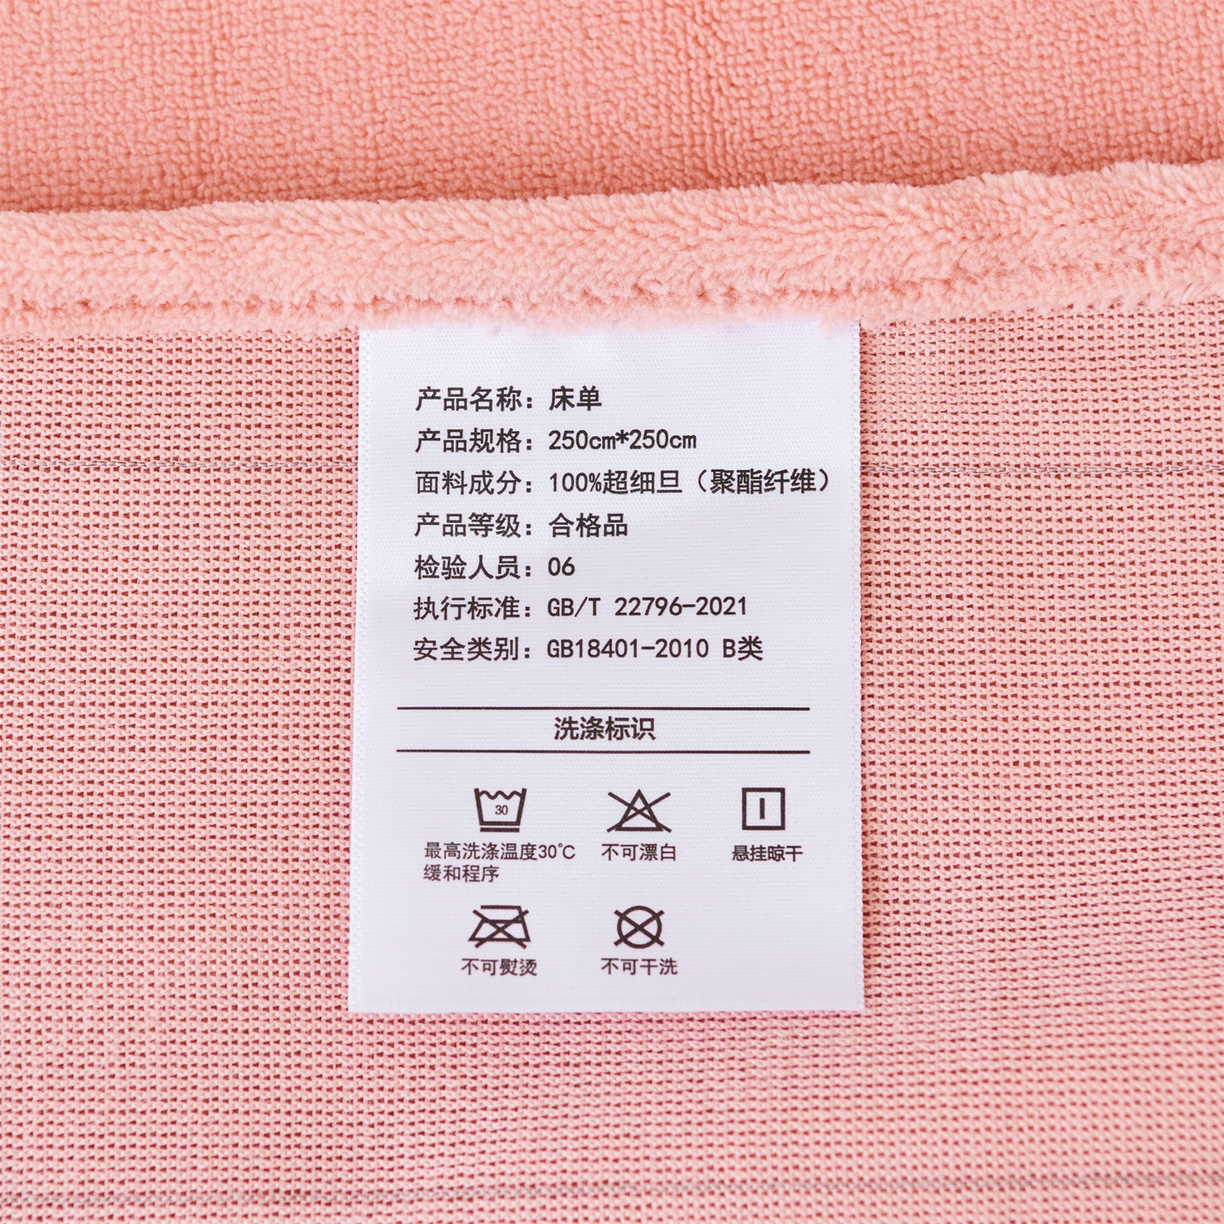 产品名称：床单
产品规格：250cm*250cm
面料成分：100%超细旦（聚酯纤维）
产品等级：合格品
检验人员：06
执行标准：GB/T 22796-2021
安全类别：GB18401-2010 B类
洗涤标识
30
最高洗涤温度30℃
缓和程序
不可漂白
悬挂晾干
不可熨烫
不可干洗